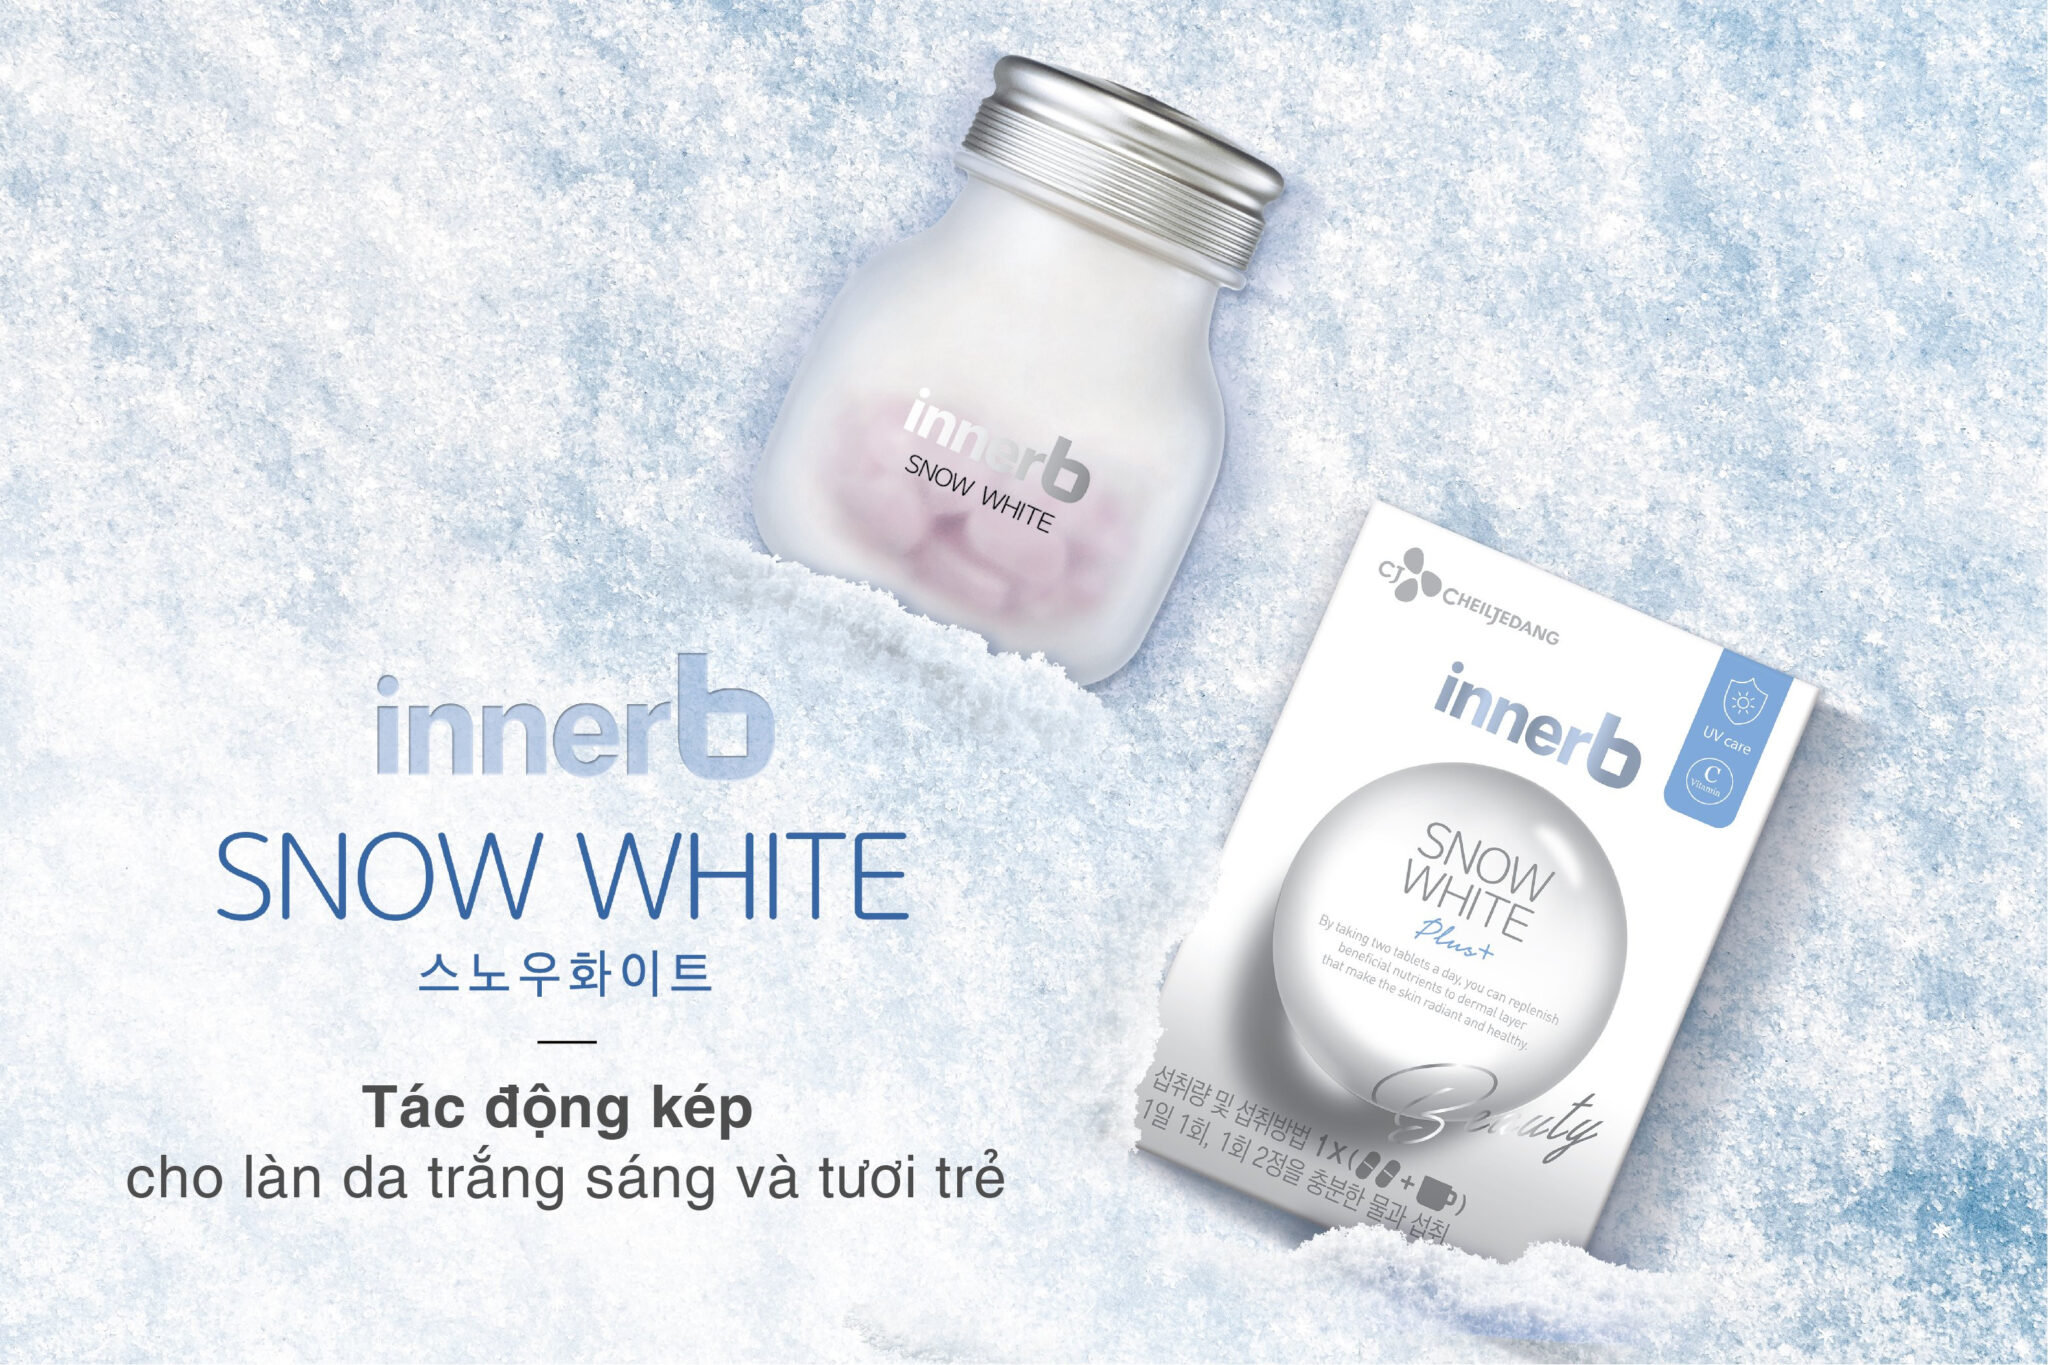 innerb
SNOW WHITE
CJ CHEILJEDANG
innerb
UV care
C
Vitamin
SNOW
WHITE
Plus+
By taking two tablets a day, you can replenish
beneficial nutrients to dermal layer
that make the skin radiant and healthy.
Beauty
섭취량 및 섭취방법 1 X ( + )
1일 1회, 1회 2정을 충분한 물과 섭취
innerb
SNOW WHITE
스노우화이트
Tác động kép
cho làn da trắng sáng và tươi trẻ